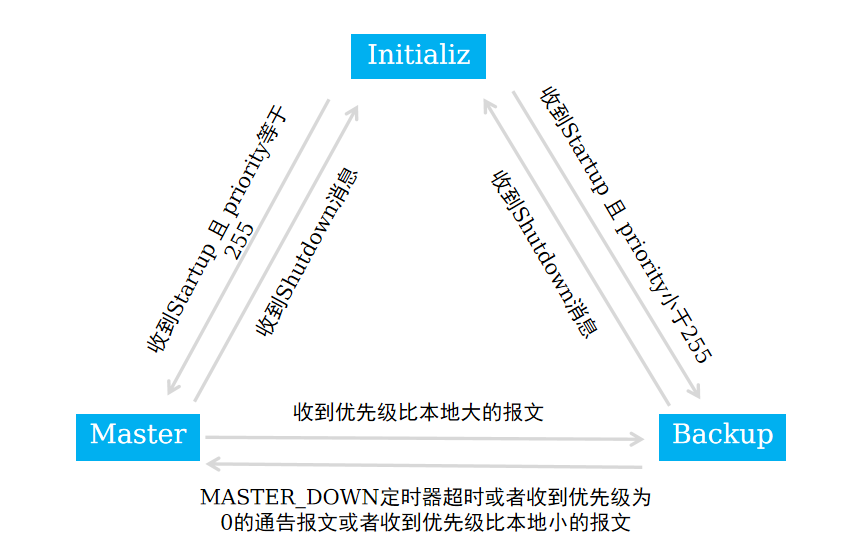 Initializ
收到Startup 且 priority等于
255
收到Shutdown消息
收到Shutdown消息
收到Startup 且 priority小于255
收到优先级比本地大的报文
Master
Backup
MASTER_DOWN定时器超时或者收到优先级为
0的通告报文或者收到优先级比本地小的报文